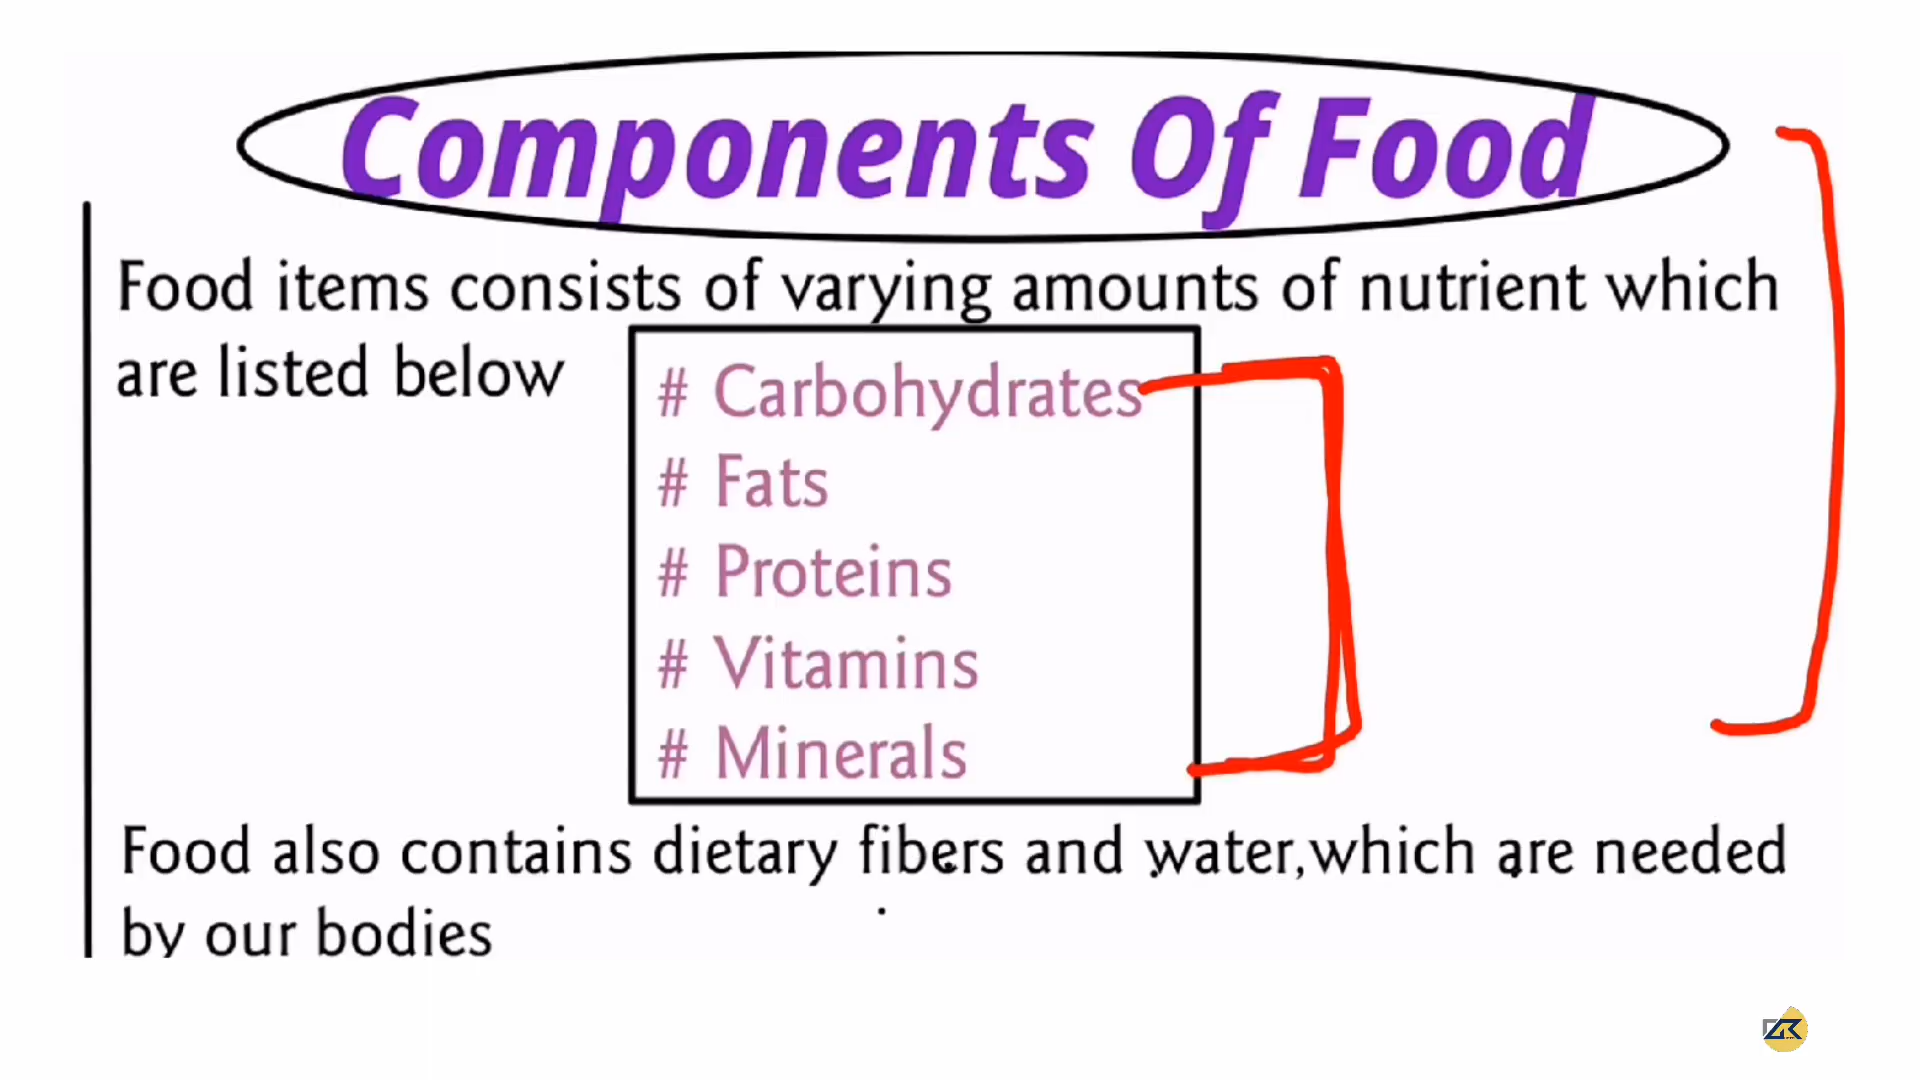 Components Of Food
Food items consists of varying amounts of nutrient which
are listed below
# Carbohydrates
# Fats
# Proteins
# Vitamins
# Minerals
Food also contains dietary fibers and water,which are needed
by our bodies